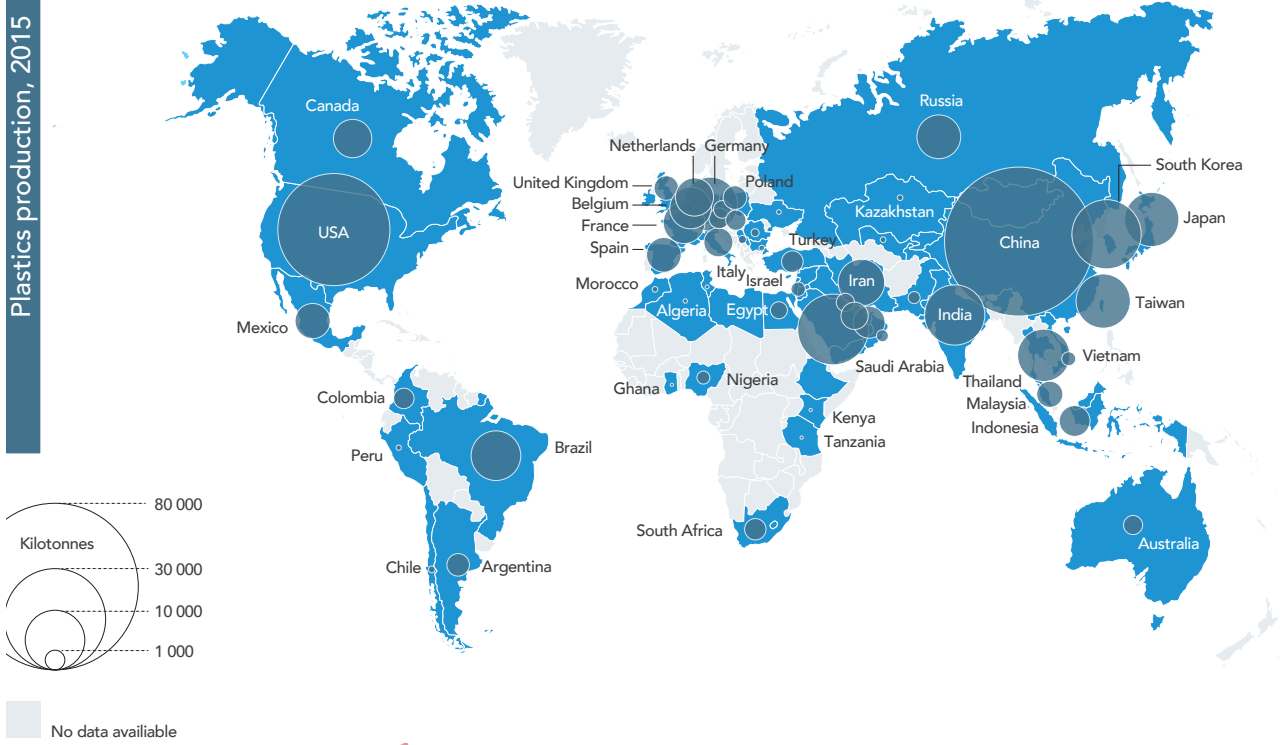 Plastics production, 2015
Canada
Russia
Netherlands
Germany
South Korea
United Kingdom
Poland
Belgium
Kazakhstan
Japan
France
USA
China
Turkey
Spain
Italy
Israel
Iran
Morocco
Algeria
Egypt
India
Taiwan
Mexico
Vietnam
Saudi Arabia
Thailand
Nigeria
Ghana
Colombia
Malaysia
Kenya
Indonesia
Tanzania
Brazil
Peru
80 000
South Africa
Kilotonnes
Australia
30 000
Chile
Argentina
10 000
1 000
No data availiable